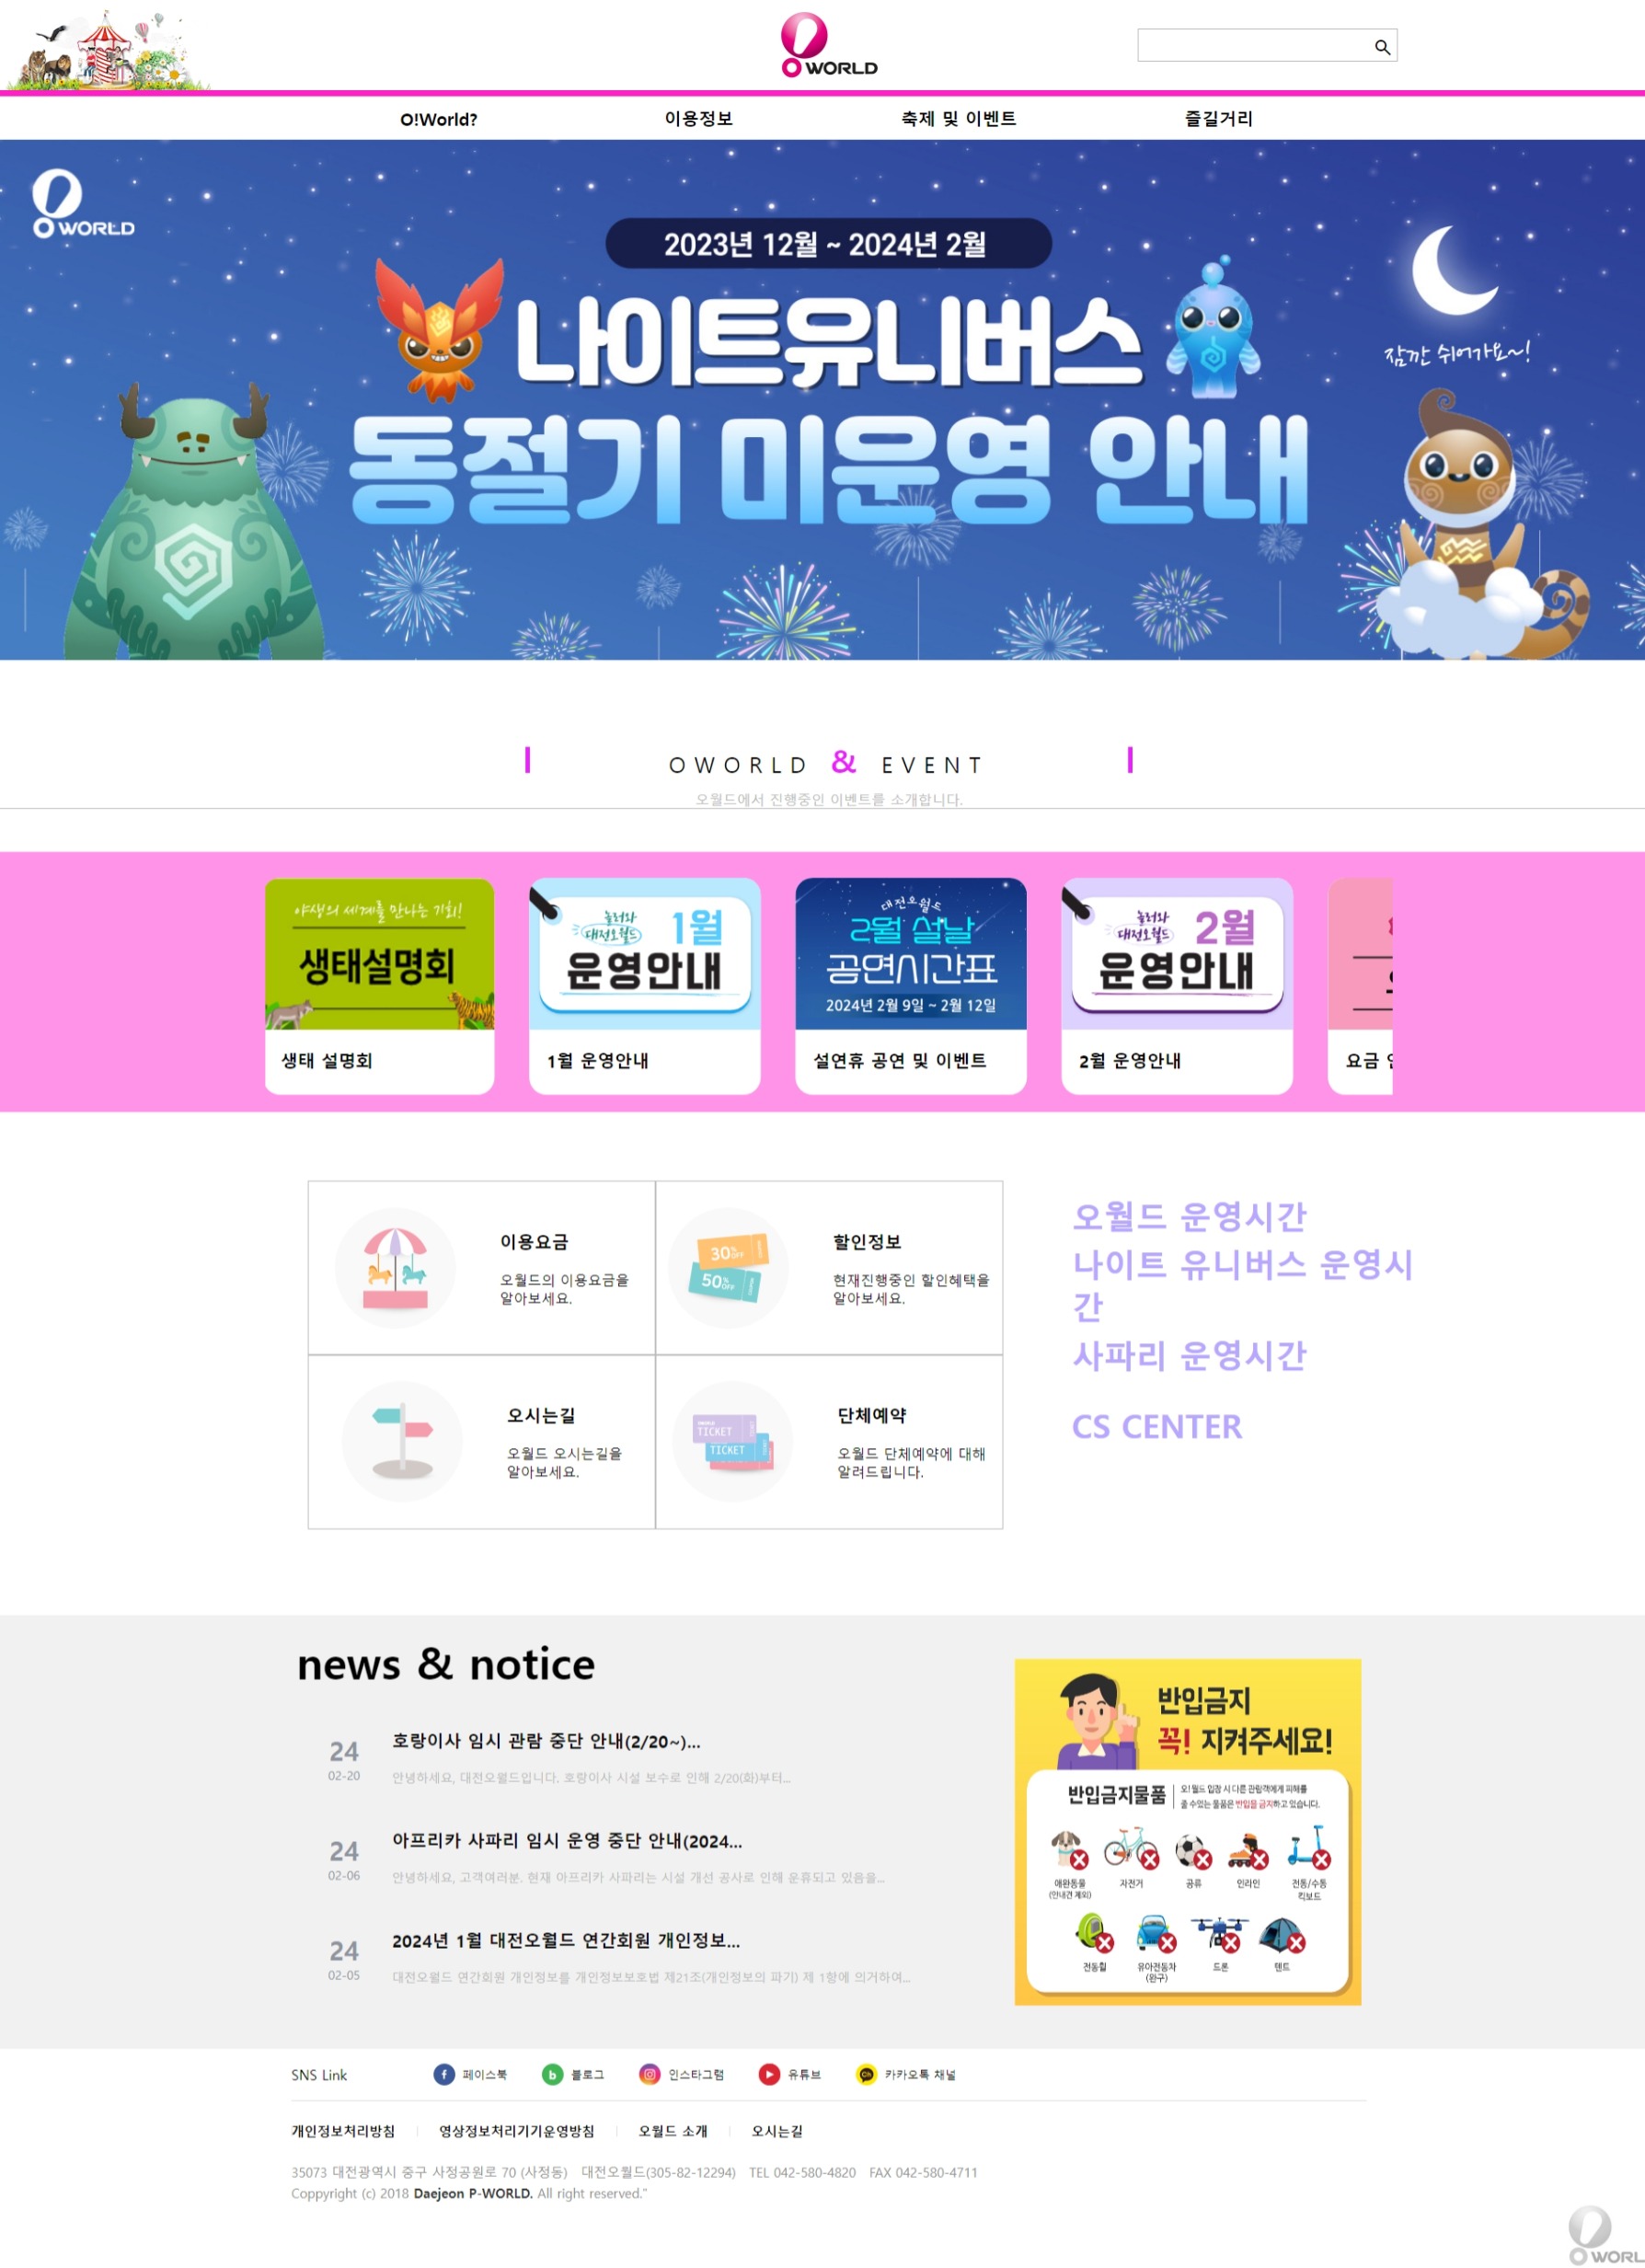 WORLD
O!World?
이용정보
축제 및 이벤트
즐길거리
WORLD
2023년 12월 ~ 2024년 2월
나이트유니버스
동절기 미운영 안내
잠깐 쉬어가요~!
OWORLD & EVENT
오월드에서 진행중인 이벤트를 소개합니다.
야생의 세계를 만나는 기회!
생태설명회
생태 설명회
놀러와
대전오월드
1월
운영안내
1월 운영안내
대전오월드
2월 설날
공연시간표
2024년 2월 9일 ~ 2월 12일
설연휴 공연 및 이벤트
놀러와
대전오월드
2월
운영안내
2월 운영안내
요금
이용요금
오월드의 이용요금을
알아보세요.
30% OFF
50% OFF
할인정보
현재진행중인 할인혜택을
알아보세요.
오시는길
오월드 오시는길을
알아보세요.
TICKET
TICKET
단체예약
오월드 단체예약에 대해
알려드립니다.
오월드 운영시간
나이트 유니버스 운영시
간
사파리 운영시간
CS CENTER
news & notice
24
02-20
호랑이사 임시 관람 중단 안내(2/20~)...
안녕하세요, 대전오월드입니다. 호랑이사 시설 보수로 인해 2/20(화)부터...
24
02-06
아프리카 사파리 임시 운영 중단 안내(2024...
안녕하세요, 고객여러분. 현재 아프리카 사파리는 시설 개선 공사로 인해 운휴되고 있음을...
24
02-05
2024년 1월 대전오월드 연간회원 개인정보...
대전오월드 연간회원 개인정보를 개인정보보호법 제21조(개인정보의 파기) 제 1항에 의거하여...
반입금지
꼭! 지켜주세요!
반입금지물품
오!월드 입장 시 다른 관람객에게 피해를
줄 수있는 물품은 반입을 금지하고 있습니다.
애완동물
(안내견 제외)
자전거
공류
인라인
전동/수동
킥보드
전동휠
유아전동차
(완구)
드론
텐트
SNS Link
페이스북
블로그
인스타그램
유튜브
카카오톡 채널
개인정보처리방침
영상정보처리기기운영방침
오월드 소개
오시는길
35073 대전광역시 중구 사정공원로 70 (사정동) 대전오월드(305-82-12294) TEL 042-580-4820 FAX 042-580-4711
Coppyright (c) 2018 Daejeon P-WORLD. All right reserved."
WORL